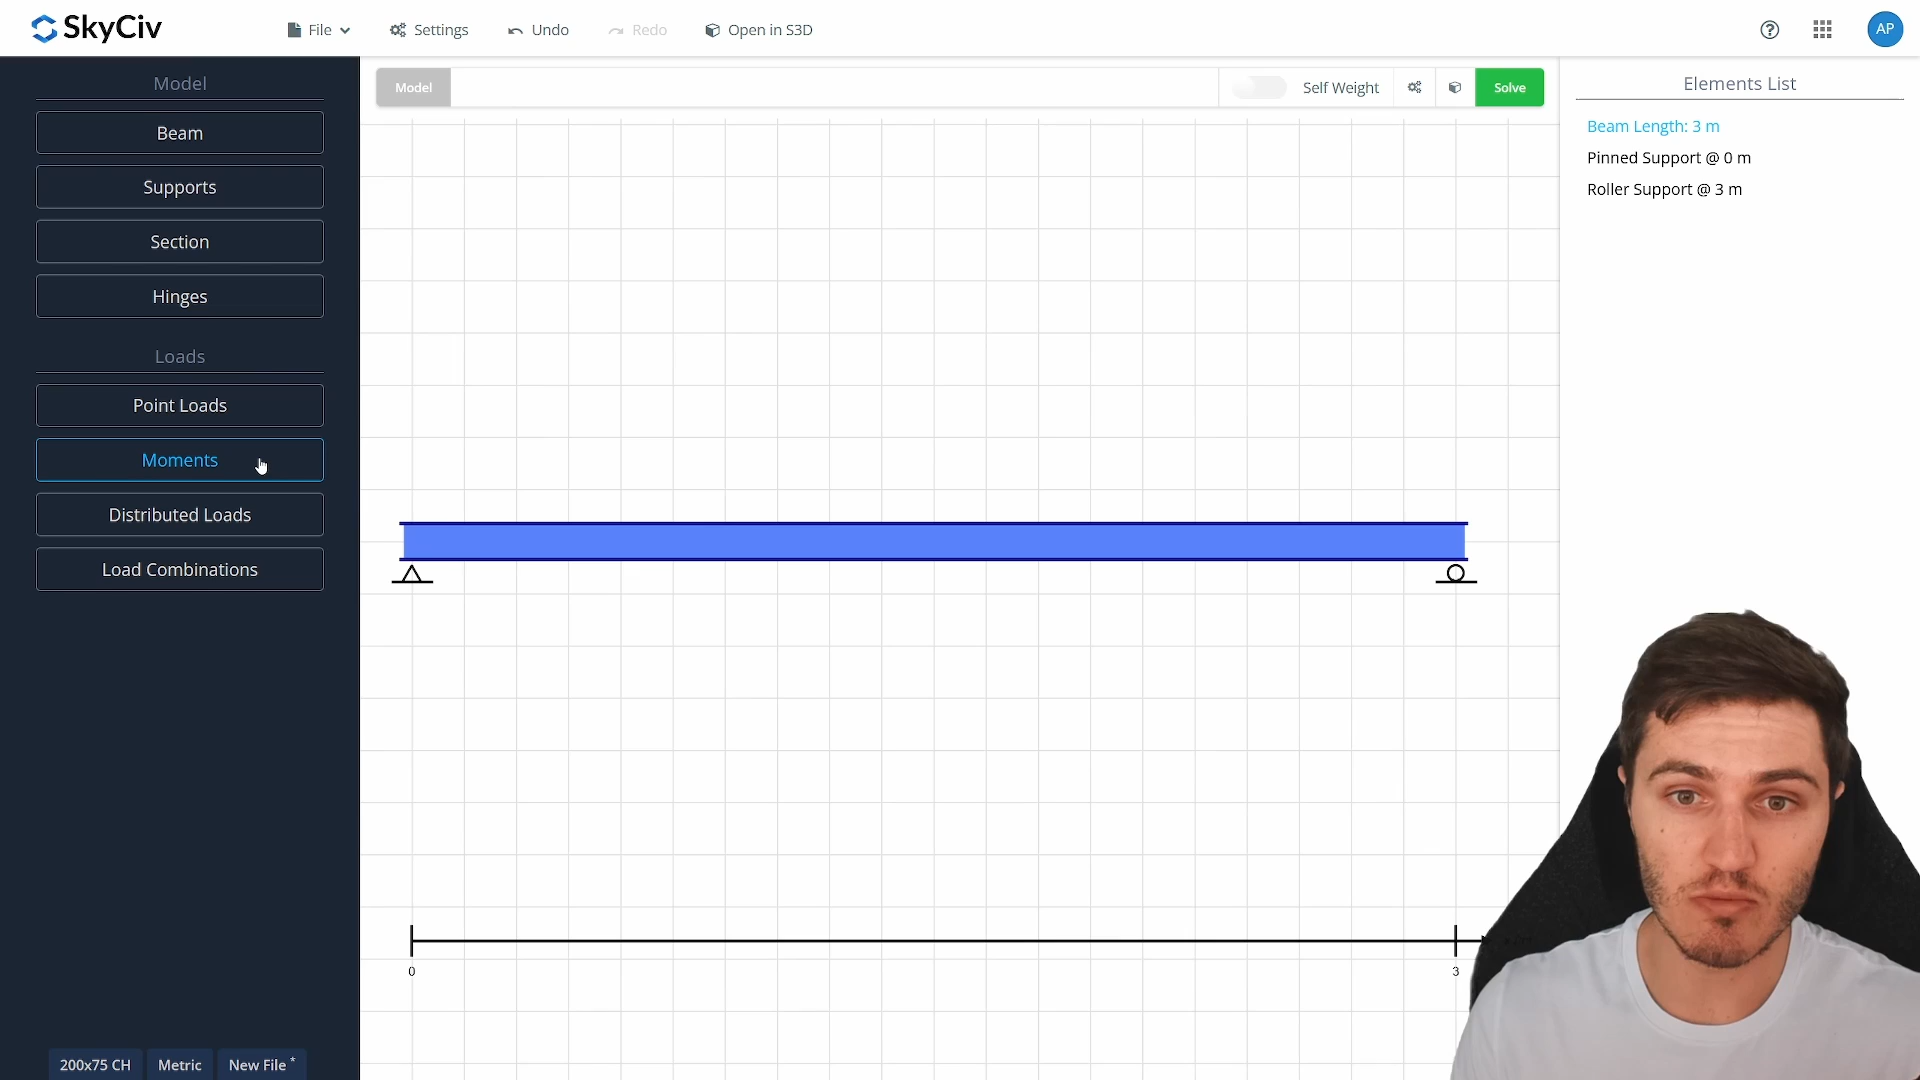 SkyCiv
File
Settings
Undo
Redo
Open in S3D
AP
Model
Beam
Supports
Section
Hinges
Loads
Point Loads
Moments
Distributed Loads
Load Combinations
200x75 CH
Metric
New File *
Model
Self Weight
Solve
0
3
Elements List
Beam Length: 3 m
Pinned Support @ 0 m
Roller Support @ 3 m